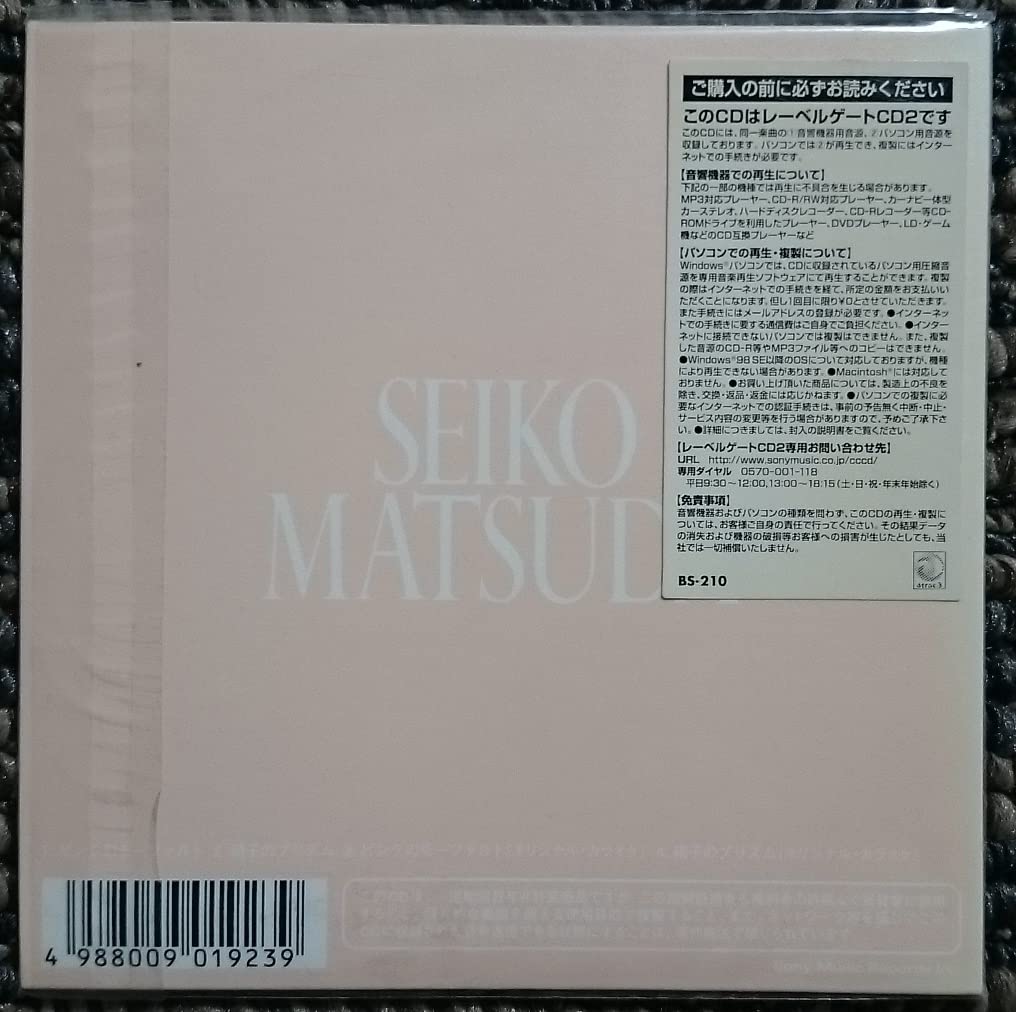 ご購入の前に必ずお読みください
このCDはレーベルゲートCD2です
このCDには、同一楽曲の①音響機器用音源、②パソコン用音源を
収録しております。パソコンでは②が再生でき、複製にはインター
ネットでの手続きが必要です。
【音響機器での再生について】
下記の一部の機種では再生に不具合を生じる場合があります。
MP3対応プレーヤー、CD-R/RW対応プレーヤー、カーナビ一体型
カーステレオ、ハードディスクレコーダー、CD-Rレコーダー等CD-
ROMドライブを利用したプレーヤー、DVDプレーヤー、LD・ゲーム
機などのCD互換プレーヤーなど
【パソコンでの再生・複製について】
Windows®パソコンでは、CDに収録されているパソコン用圧縮音
源を専用音楽再生ソフトウェアにて再生することができます。複製
の際はインターネットでの手続きを経て、所定の金額をお支払いい
ただくことになります。但し1回目に限り¥0とさせていただきます。
また手続きにはメールアドレスの登録が必要です。●インターネッ
トでの手続きに要する通信費はご自身でご負担ください。●インター
ネットに接続できないパソコンでは複製はできません。また、複製
した音源のCD-R等やMP3ファイル等へのコピーはできません。
●Windows®98 SE以降のOSについて対応しておりますが、機種
により再生できない場合があります。●Macintosh®には対応して
おりません。●お買い上げ頂いた商品については、製造上の不良を
除き、交換・返品・返金には応じかねます。●パソコンでの複製に必
要なインターネットでの認証手続きは、事前の予告無く中断・中止・
サービス内容の変更等を行う場合がありますので、予めご了承下さ
い。●詳細につきましては、封入の説明書をご覧ください。
【レーベルゲートCD2専用お問い合わせ先】
URL http://www.sonymusic.co.jp/cccd/
専用ダイヤル 0570-001-118
平日9:30～12:00,13:00～18:15(土・日・祝・年末年始除く)
【免責事項】
音響機器およびパソコンの種類を問わず、このCDの再生・複製に
ついては、お客様ご自身の責任で行ってください。その結果データ
の消失および機器の破損等お客様への損害が生じたとしても、当
社では一切補償いたしません。
BS-210
atrac3
SEIKO
MATSUDA
4 988009 019239